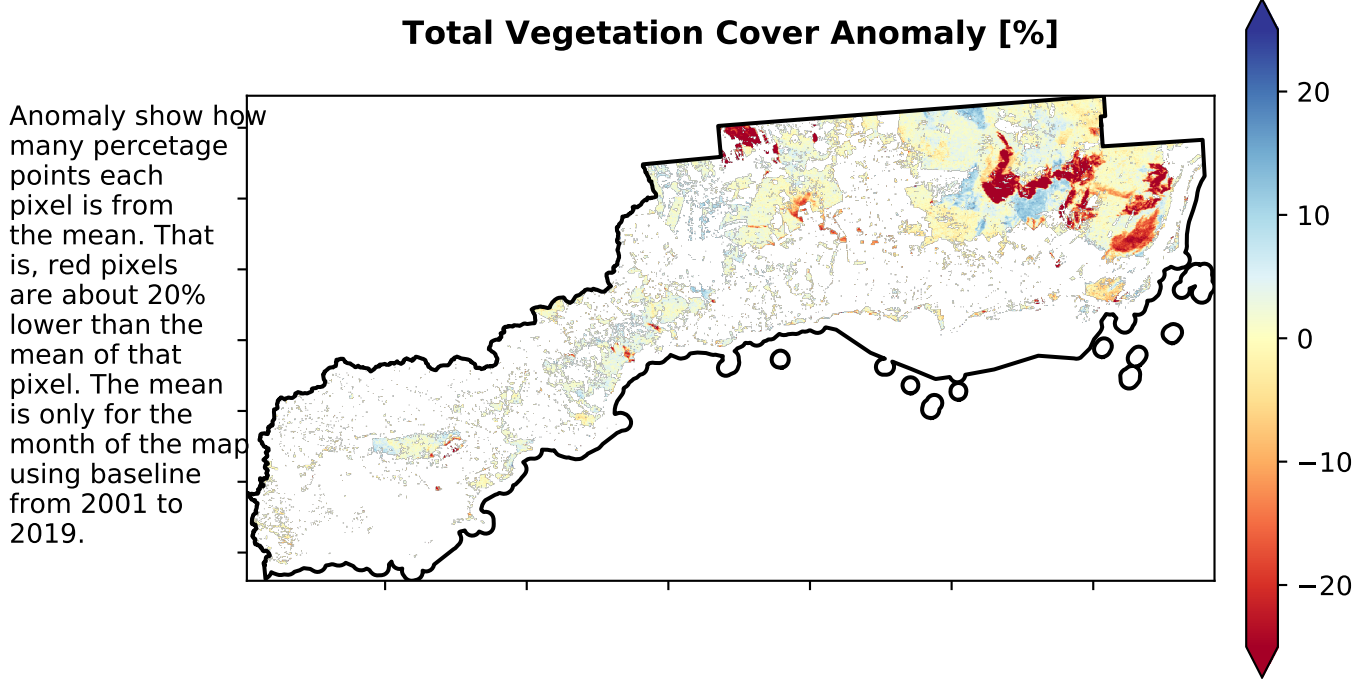 Total Vegetation Cover Anomaly [%]
Anomaly show how
many percetage
points each
pixel is from
the mean. That
is, red pixels
are about 20%
lower than the
mean of that
pixel. The mean
is only for the
month of the map
using baseline
from 2001 to
2019.
20
10
0
−10
−20